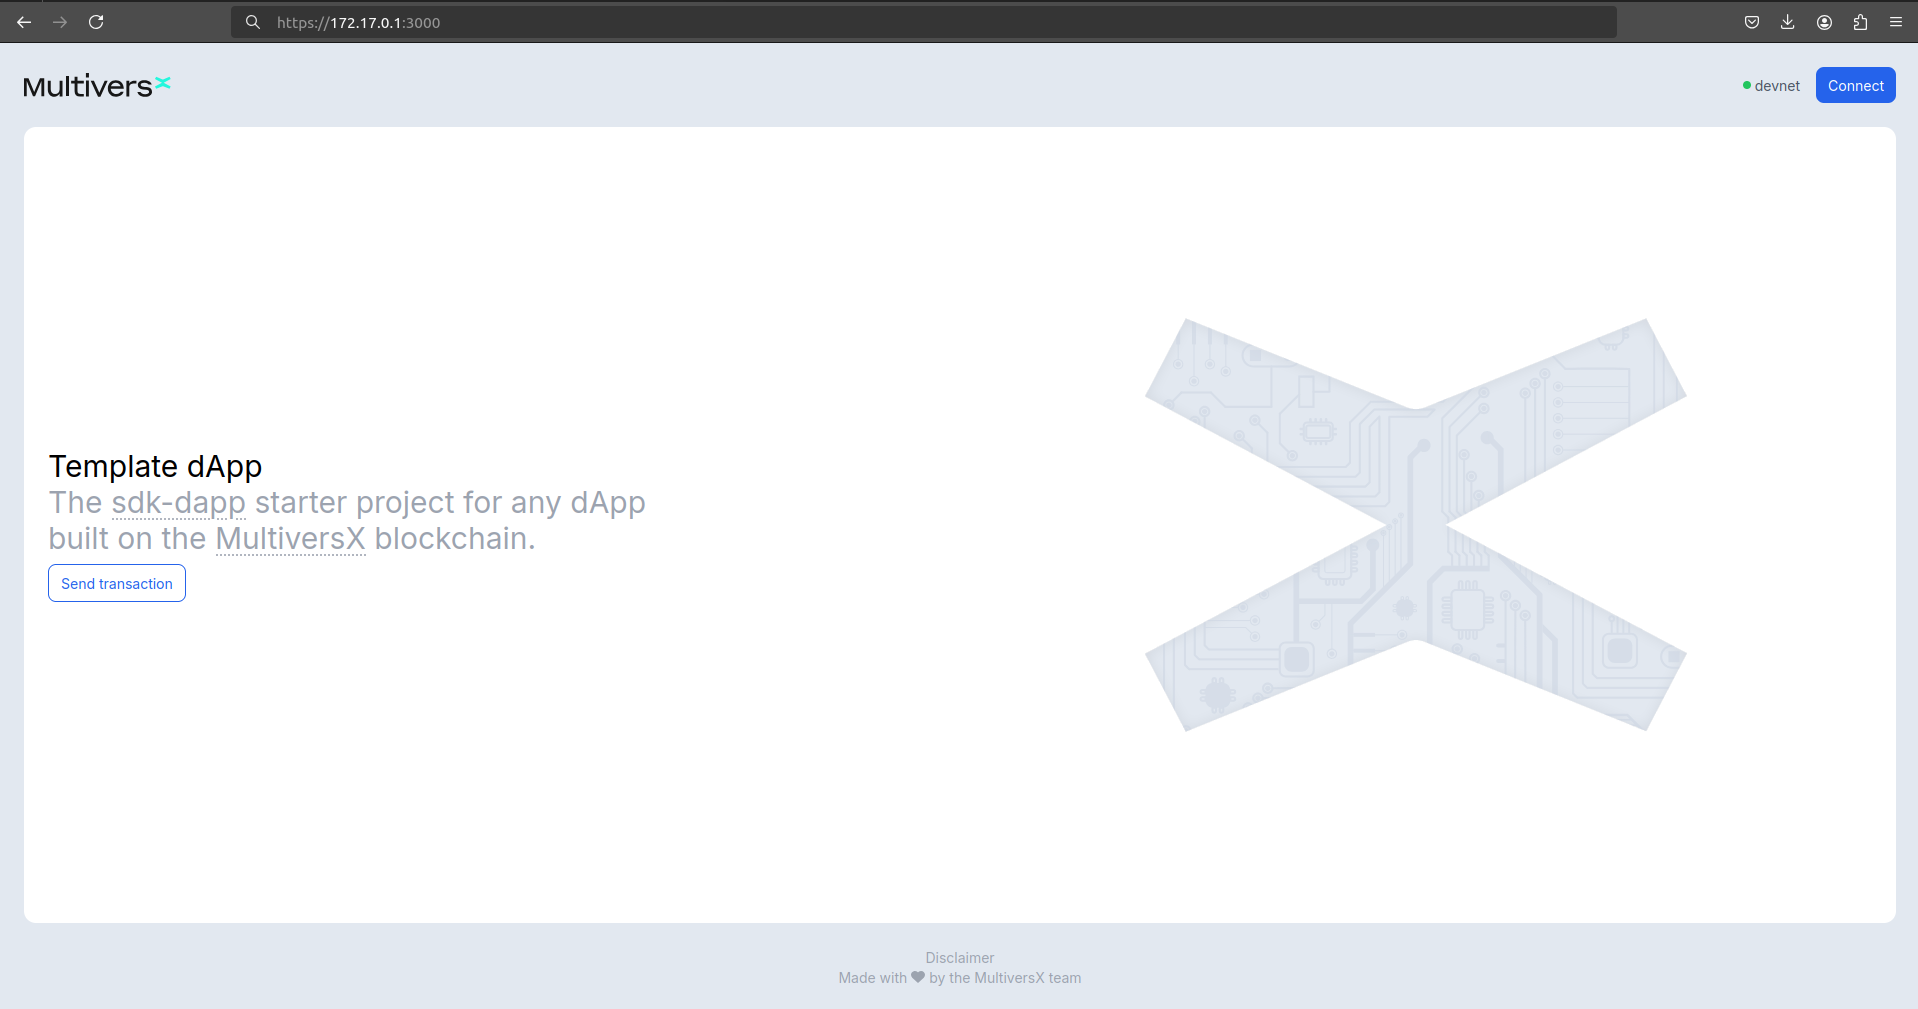 https://172.17.0.1:3000
MultiversX
devnet
Connect
Template dApp
The sdk-dapp starter project for any dApp
built on the MultiversX blockchain.
Send transaction
Disclaimer
Made with ❤ by the MultiversX team